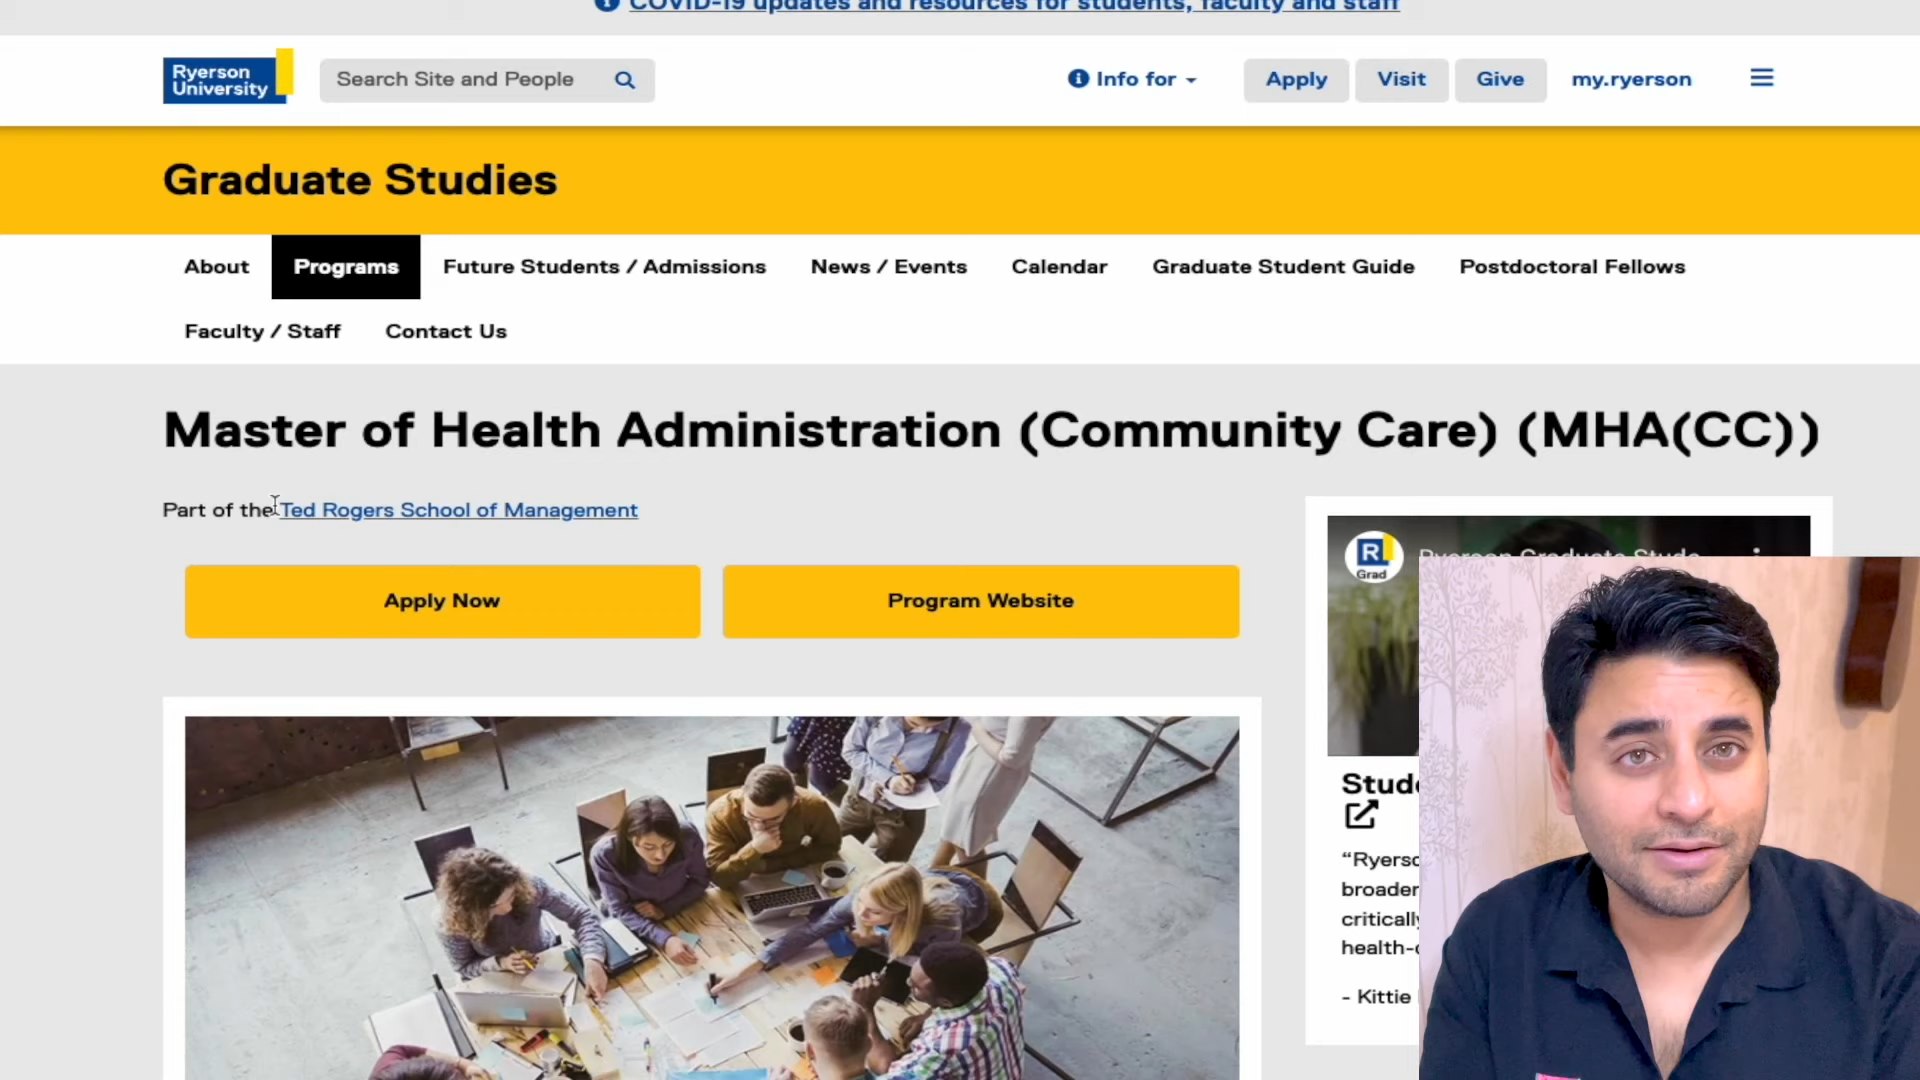 COVID-19 updates and resources for students, faculty and staff
Ryerson
University
Search Site and People
Info for
Apply
Visit
Give
my.ryerson
Graduate Studies
About
Programs
Future Students / Admissions
News / Events
Calendar
Graduate Student Guide
Postdoctoral Fellows
Faculty / Staff
Contact Us
Master of Health Administration (Community Care) (MHA(CC))
Part of the Ted Rogers School of Management
Apply Now
Program Website
R
Grad
Ryerson Graduate
“Ryerso
broader
critically
health-
- Kittie